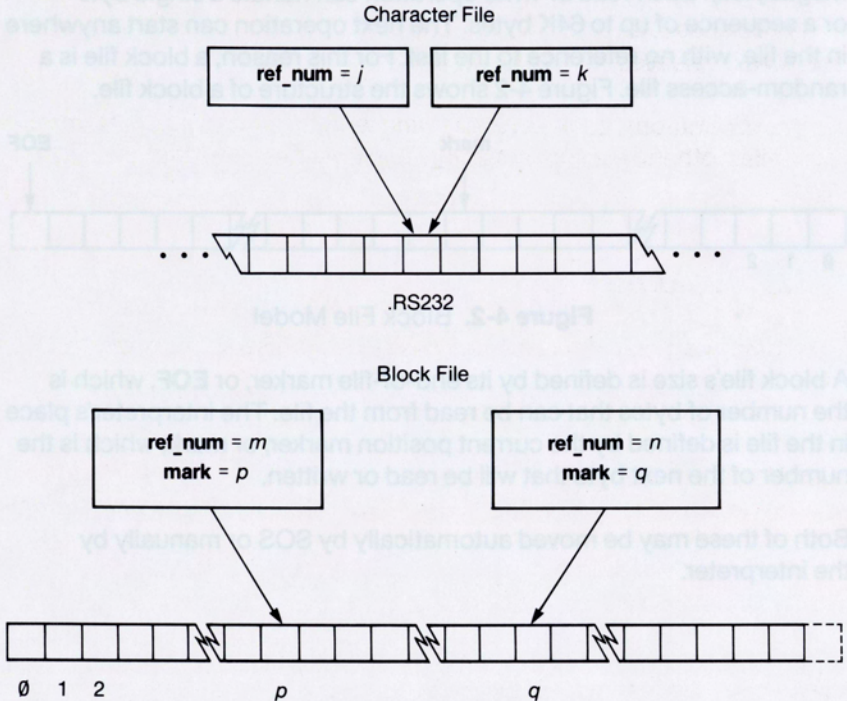 Character File
ref_num = j
ref_num = k
• • •
• • •
.RS232
Block File
ref_num = m
mark = p
ref_num = n
mark = q
Ø 1 2 p q